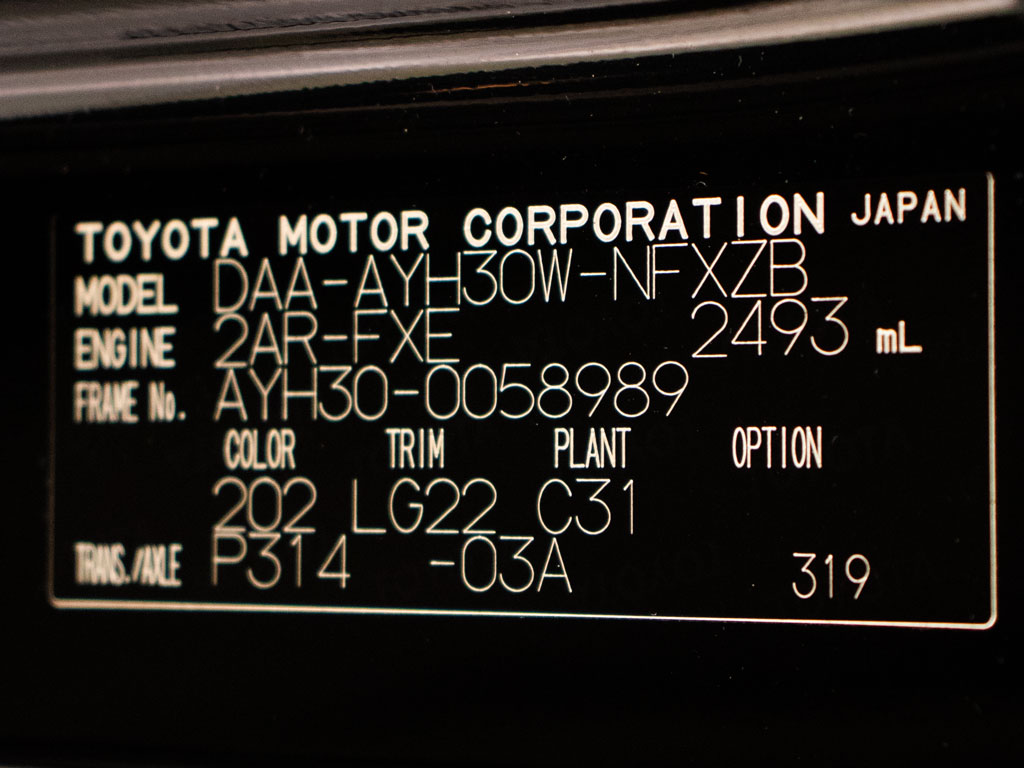 TOYOTA MOTOR CORPORATION JAPAN
MODEL DAA-AYH30W-NFXZB
ENGINE 2AR-FXE 2493 mL
FRAME No. AYH30-0058989
COLOR TRIM PLANT OPTION
202 LG22 C31
TRANS./AXLE P314 -03A 319